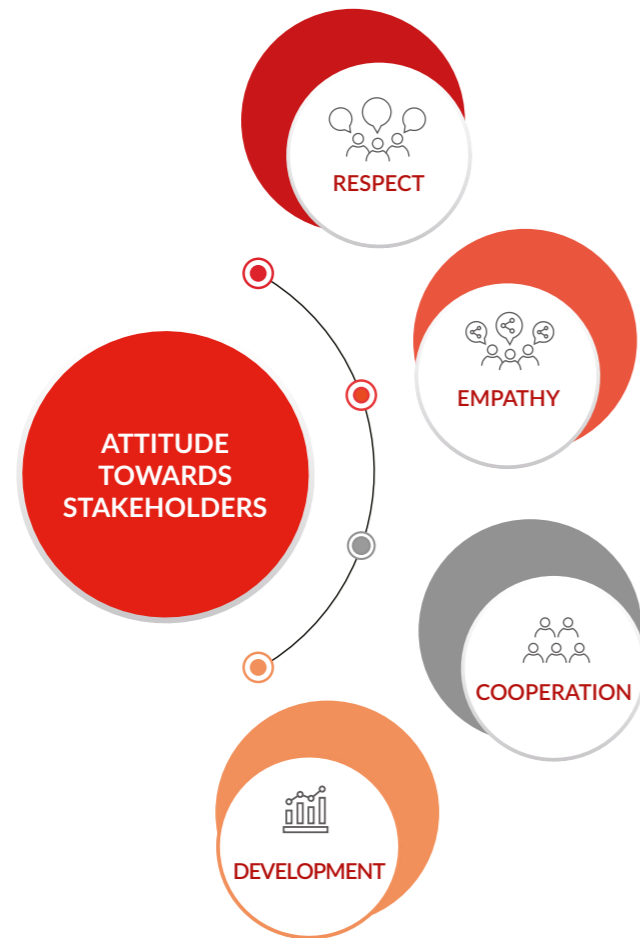 RESPECT
EMPATHY
ATTITUDE
TOWARDS
STAKEHOLDERS
COOPERATION
DEVELOPMENT